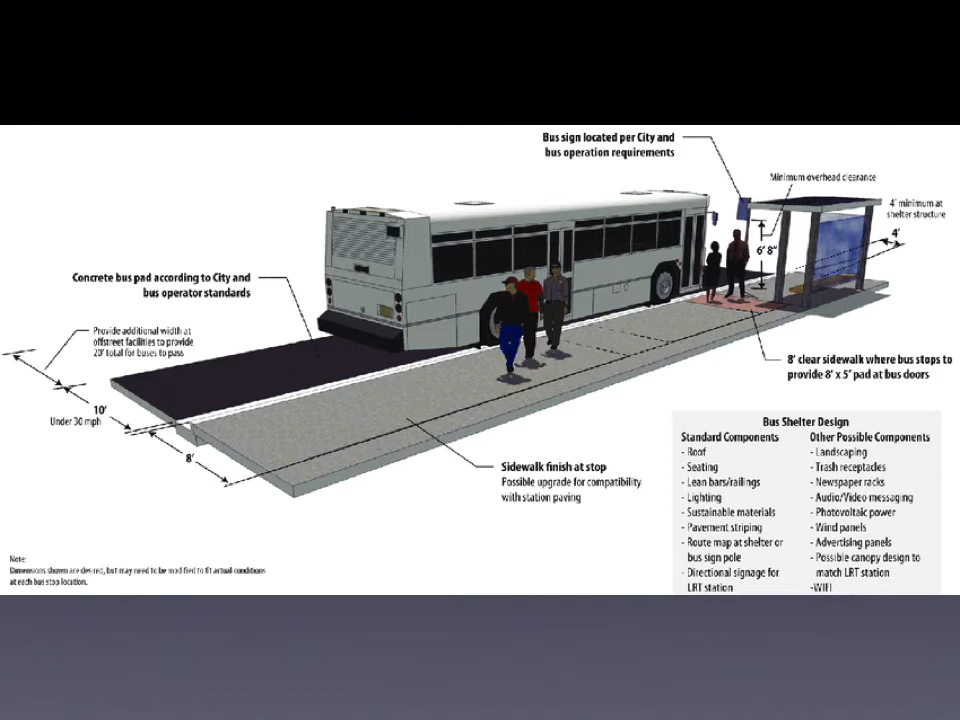 Bus sign located per City and
bus operation requirements
Minimum overhead clearance
4' minimum at
shelter structure
4'
6' 8"
Concrete bus pad according to City and
bus operator standards
Provide additional width at
offstreet facilities to provide
20' total for buses to pass
10'
Under 30 mph
8'
8' clear sidewalk where bus stops to
provide 8' x 5' pad at bus doors
Sidewalk finish at stop
Possible upgrade for compatibility
with station paving
Bus Shelter Design
Standard Components
- Roof
- Seating
- Lean bars/railings
- Lighting
- Sustainable materials
- Pavement striping
- Route map at shelter or
bus sign pole
- Directional signage for
LRT station
Other Possible Components
- Landscaping
- Trash receptacles
- Newspaper racks
- Audio/Video messaging
- Photovoltaic power
- Wind panels
- Advertising panels
- Possible canopy design to
match LRT station
-WIFI
Note:
Dimensions shown are desired, but may need to be modified to fit actual conditions
at each bus stop location.